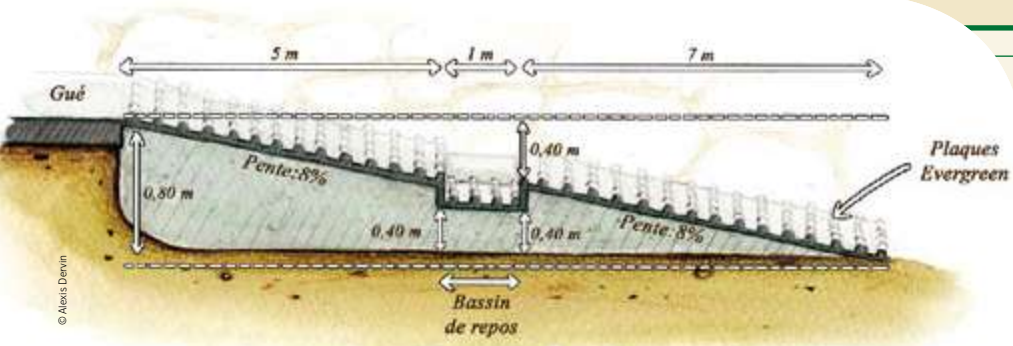 5 m
1 m
7 m
Gué
0,40 m
Plaques
Evergreen
Pente:8%
0,80 m
0,40 m
0,40 m
Pente:8%
Bassin
de repos
© Alexis Dervin